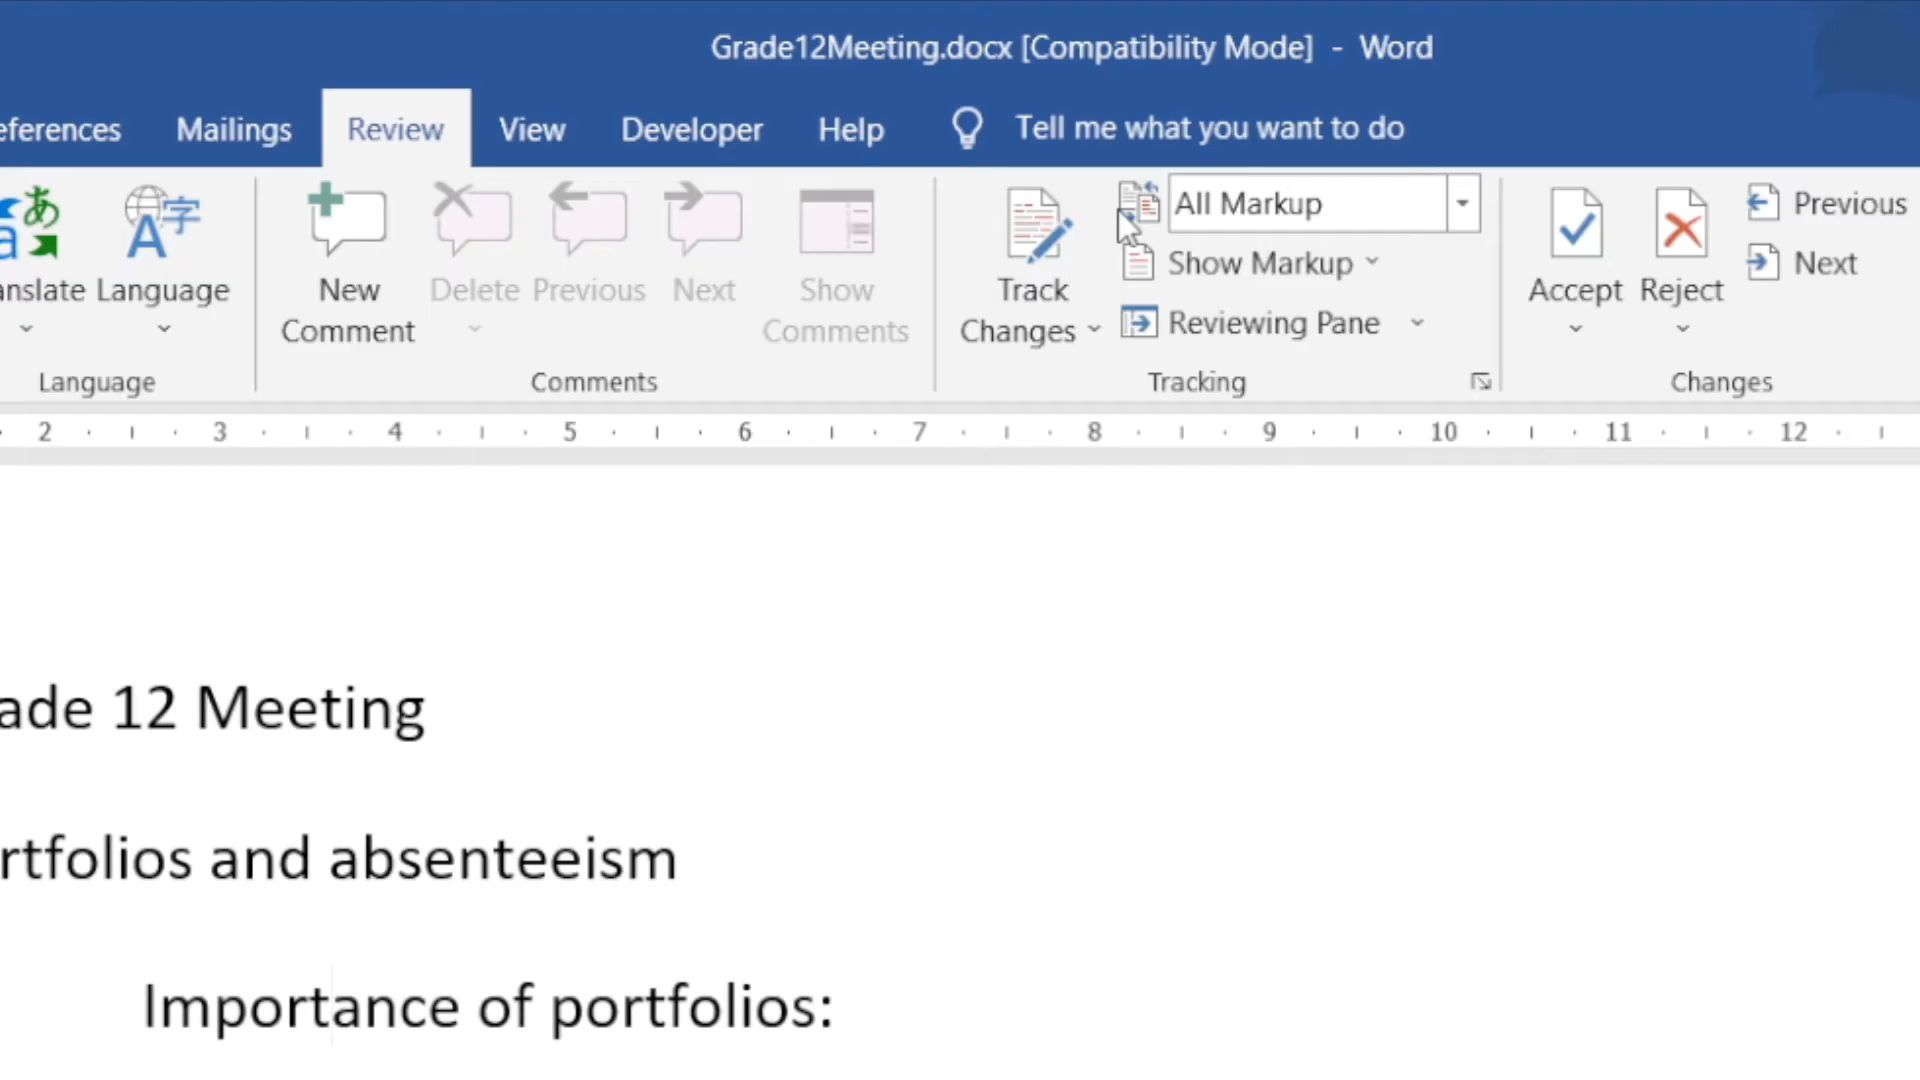 Grade12Meeting.docx [Compatibility Mode] - Word
eferences Mailings Review View Developer Help Tell me what you want to do
anslate Language New Comment Delete Previous Next Show Comments Track Changes All Markup Accept Reject Previous
Show Markup Next
Reviewing Pane
Language Comments Tracking Changes
2 3 4 5 6 7 8 9 10 11 12
ade 12 Meeting
rtfolios and absenteeism
Importance of portfolios: